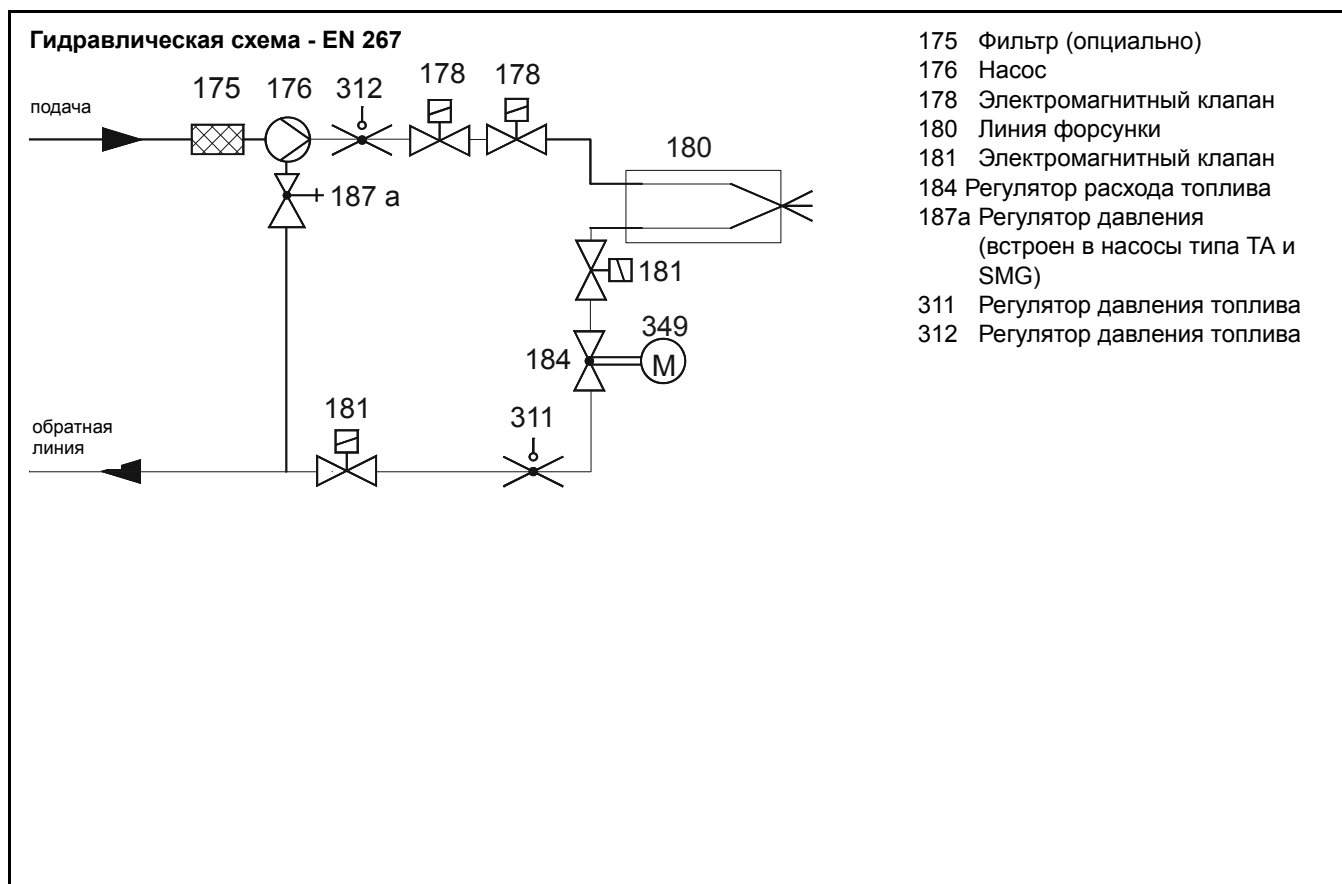 Гидравлическая схема - EN 267
175 176 312 178 178
подача
180
187 a
181
349
184 M
181 311
обратная
линия
175 Фильтр (опциально)
176 Насос
178 Электромагнитный клапан
180 Линия форсунки
181 Электромагнитный клапан
184 Регулятор расхода топлива
187a Регулятор давления
(встроен в насосы типа TA и
SMG)
311 Регулятор давления топлива
312 Регулятор давления топлива